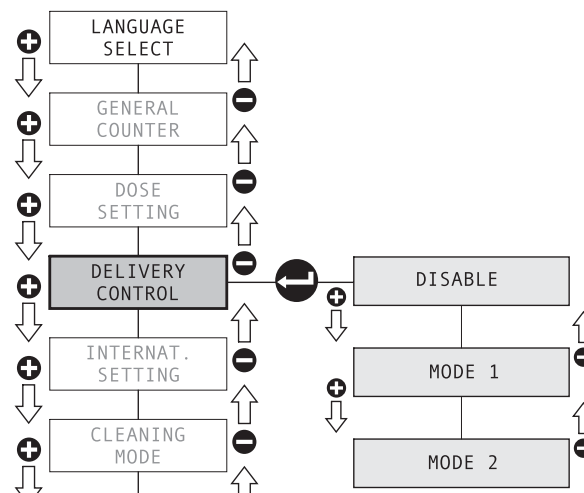 LANGUAGE
SELECT
GENERAL
COUNTER
DOSE
SETTING
DELIVERY
CONTROL
INTERNAT.
SETTING
CLEANING
MODE
DISABLE
MODE 1
MODE 2